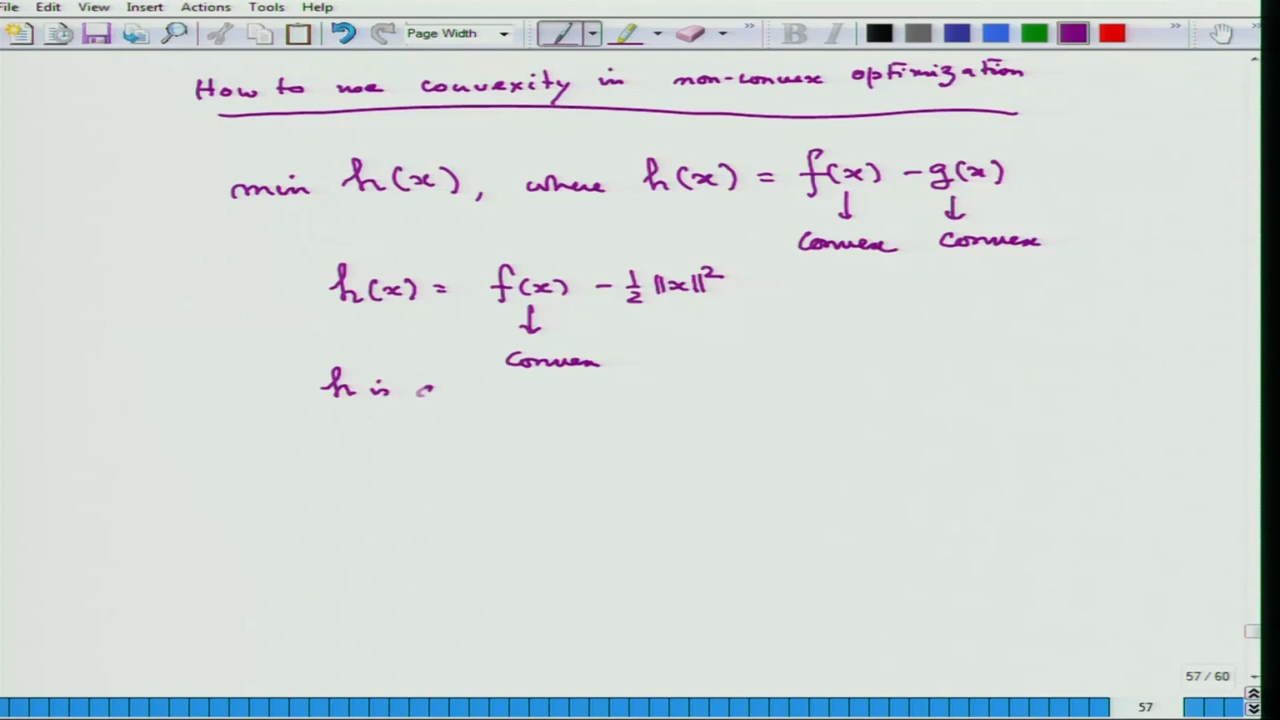 File Edit View Insert Actions Tools Help
Page Width B I
How to use convexity in non-convex optimization
min h(x), where h(x) = f(x) - g(x)
↓ ↓
Convex Convex
h(x) = f(x) - 1/2 ||x||²
↓
Convex
h is
57 / 60
57